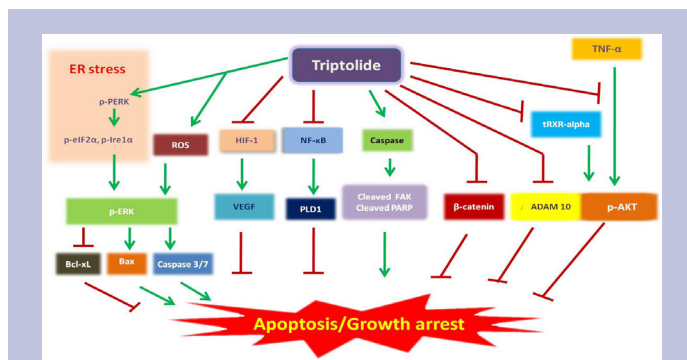 TNF-α
Triptolide
ER stress
p-PERK
p-eIF2α, p-Ire1α
ROS
HIF-1
NF-κB
Caspase
tRXR-alpha
p-ERK
VEGF
PLD1
Cleaved FAK
Cleaved PARP
β-catenin
ADAM 10
p-AKT
Bcl-xL
Bax
Caspase 3/7
Apoptosis/Growth arrest